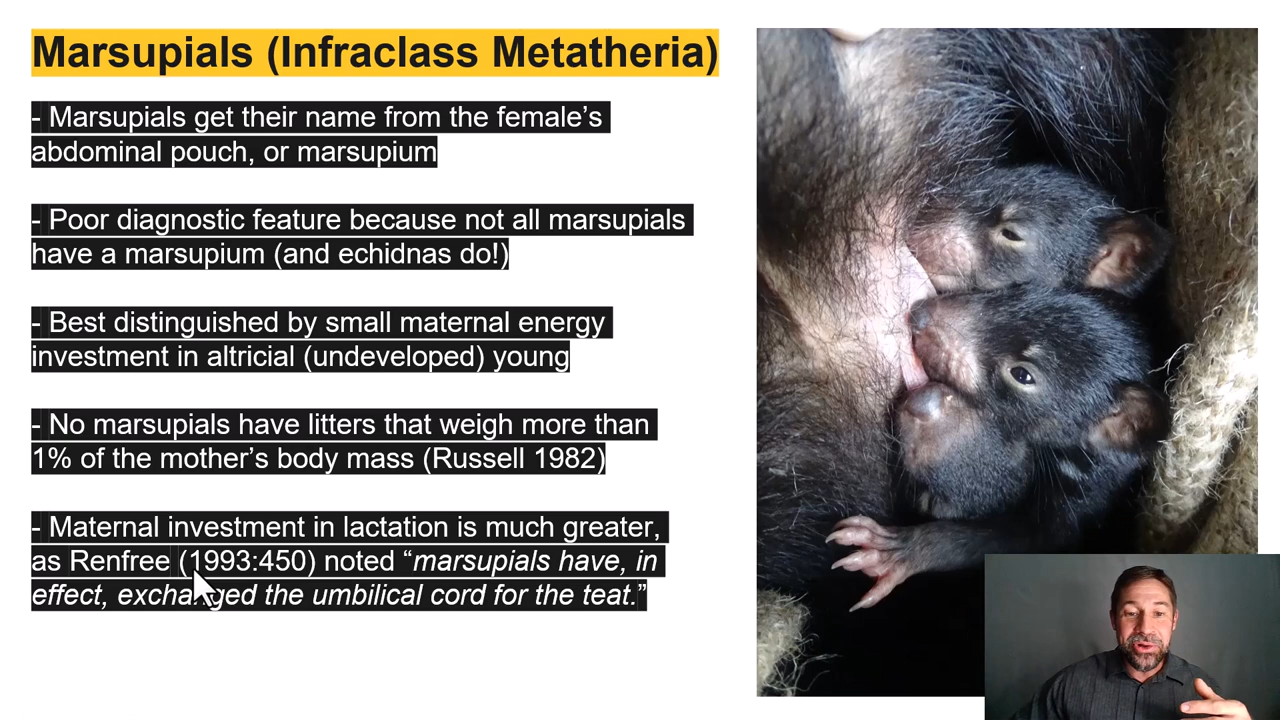 Marsupials (Infraclass Metatheria)
- Marsupials get their name from the female’s
abdominal pouch, or marsupium
- Poor diagnostic feature because not all marsupials
have a marsupium (and echidnas do!)
- Best distinguished by small maternal energy
investment in altricial (undeveloped) young
- No marsupials have litters that weigh more than
1% of the mother’s body mass (Russell 1982)
- Maternal investment in lactation is much greater,
as Renfree (1993:450) noted “marsupials have, in
effect, exchanged the umbilical cord for the teat.”